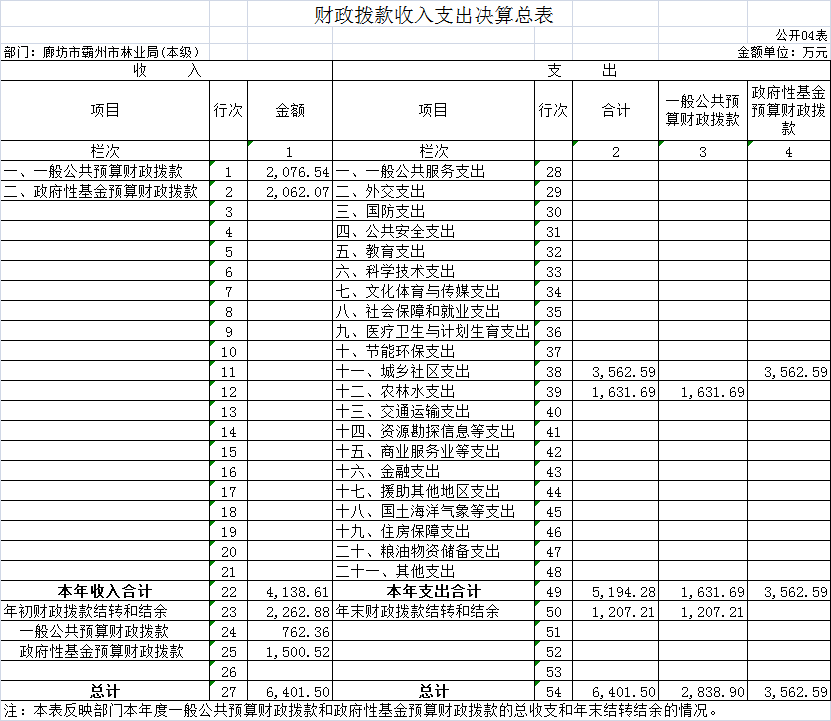 财政拨款收入支出决算总表
公开04表
部门：廊坊市霸州市林业局(本级) 金额单位：万元
收 入 支 出
项目 行次 金额 项目 行次 合计 一般公共预算财政拨款 政府性基金预算财政拨款
栏次 1 栏次 2 3 4
一、一般公共预算财政拨款 1 2,076.54 一、一般公共服务支出 28
二、政府性基金预算财政拨款 2 2,062.07 二、外交支出 29
3 三、国防支出 30
4 四、公共安全支出 31
5 五、教育支出 32
6 六、科学技术支出 33
7 七、文化体育与传媒支出 34
8 八、社会保障和就业支出 35
9 九、医疗卫生与计划生育支出 36
10 十、节能环保支出 37
11 十一、城乡社区支出 38 3,562.59 3,562.59
12 十二、农林水支出 39 1,631.69 1,631.69
13 十三、交通运输支出 40
14 十四、资源勘探信息等支出 41
15 十五、商业服务业等支出 42
16 十六、金融支出 43
17 十七、援助其他地区支出 44
18 十八、国土海洋气象等支出 45
19 十九、住房保障支出 46
20 二十、粮油物资储备支出 47
21 二十一、其他支出 48
本年收入合计 22 4,138.61 本年支出合计 49 5,194.28 1,631.69 3,562.59
年初财政拨款结转和结余 23 2,262.88 年末财政拨款结转和结余 50 1,207.21 1,207.21
一般公共预算财政拨款 24 762.36 51
政府性基金预算财政拨款 25 1,500.52 52
26 53
总计 27 6,401.50 总计 54 6,401.50 2,838.90 3,562.59
注：本表反映部门本年度一般公共预算财政拨款和政府性基金预算财政拨款的总收支和年末结转结余的情况。